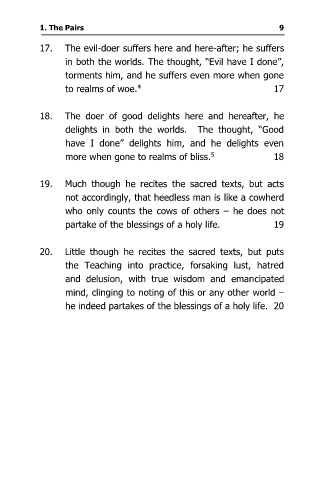 1. The Pairs 9
17. The evil-doer suffers here and here-after; he suffers
in both the worlds. The thought, “Evil have I done”,
torments him, and he suffers even more when gone
to realms of woe.⁴ 17
18. The doer of good delights here and hereafter, he
delights in both the worlds. The thought, “Good
have I done” delights him, and he delights even
more when gone to realms of bliss.⁵ 18
19. Much though he recites the sacred texts, but acts
not accordingly, that heedless man is like a cowherd
who only counts the cows of others – he does not
partake of the blessings of a holy life. 19
20. Little though he recites the sacred texts, but puts
the Teaching into practice, forsaking lust, hatred
and delusion, with true wisdom and emancipated
mind, clinging to noting of this or any other world –
he indeed partakes of the blessings of a holy life. 20